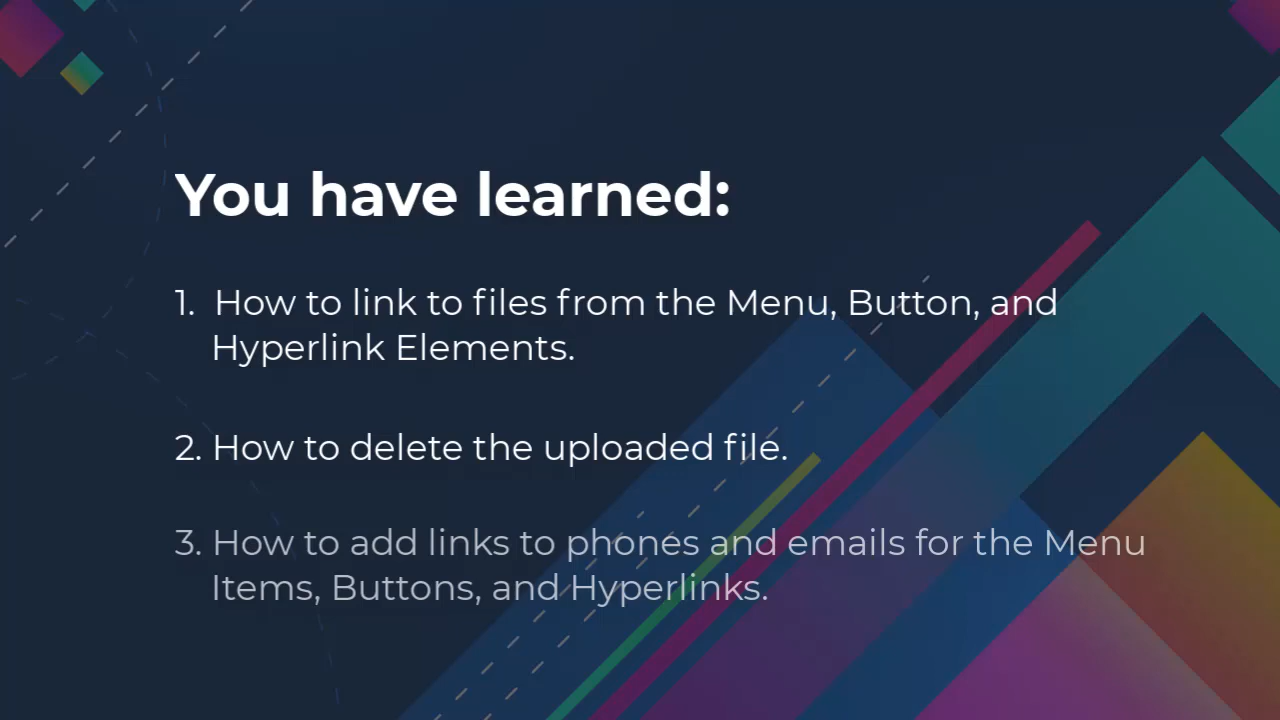 You have learned:
1. How to link to files from the Menu, Button, and
Hyperlink Elements.
2. How to delete the uploaded file.
3. How to add links to phones and emails for the Menu
Items, Buttons, and Hyperlinks.